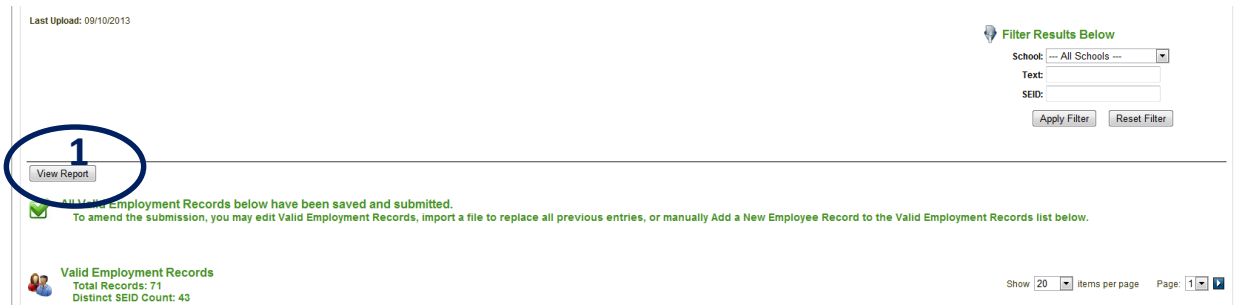 Last Upload: 09/10/2013
Filter Results Below
School: --- All Schools ---
Text:
SEID:
Apply Filter Reset Filter
1
View Report
All Valid Employment Records below have been saved and submitted.
To amend the submission, you may edit Valid Employment Records, import a file to replace all previous entries, or manually Add a New Employee Record to the Valid Employment Records list below.
Valid Employment Records
Total Records: 71
Distinct SEID Count: 43
Show 20 items per page Page: 1